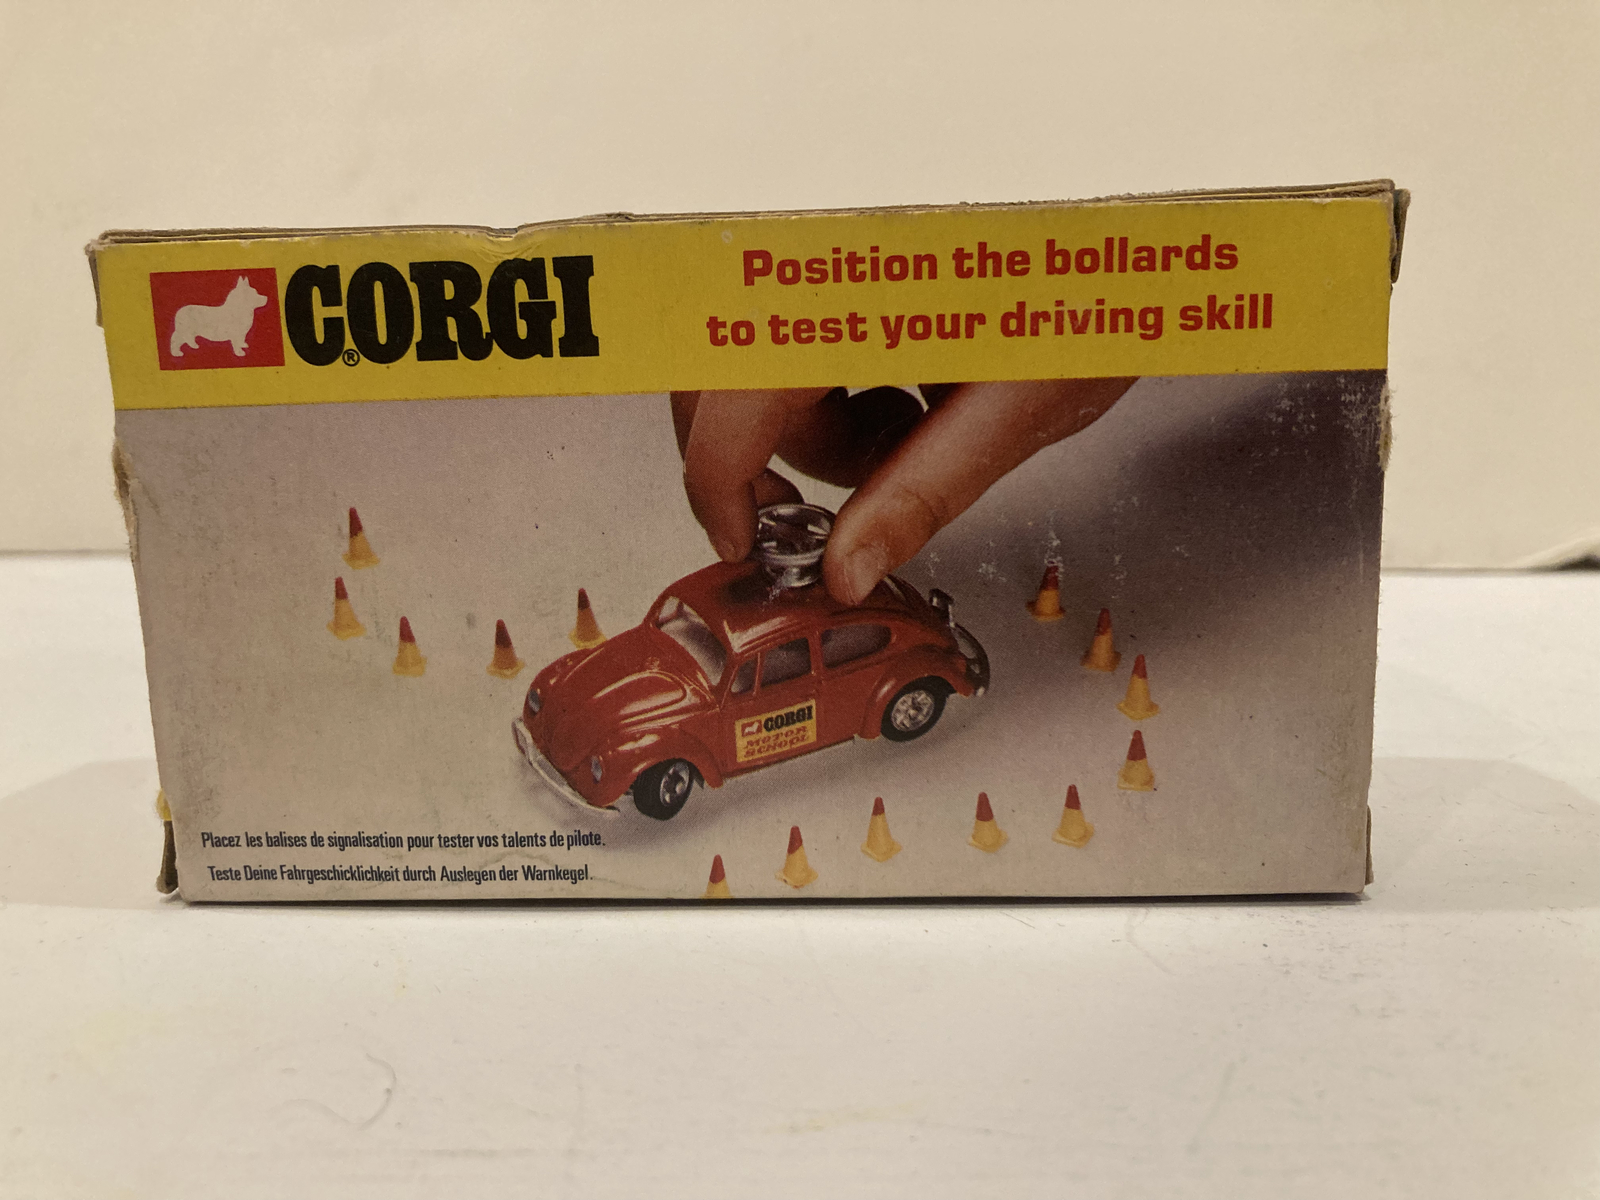 CORGI
®
Position the bollards
to test your driving skill
CORGI
MOTOR
SCHOOL
Placez les balises de signalisation pour tester vos talents de pilote.
Teste Deine Fahrgeschicklichkeit durch Auslegen der Warnkegel.